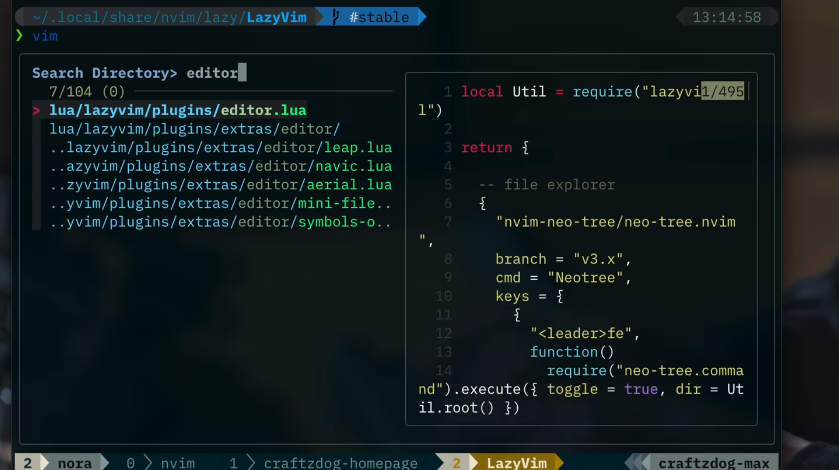 ~/.local/share/nvim/lazy/LazyVim #stable 13:14:58
❯ vim
Search Directory> editor
7/104 (0)
> lua/lazyvim/plugins/editor.lua
lua/lazyvim/plugins/extras/editor/
..lazyvim/plugins/extras/editor/leap.lua
..azyvim/plugins/extras/editor/navic.lua
..zyvim/plugins/extras/editor/aerial.lua
..yvim/plugins/extras/editor/mini-file..
..yvim/plugins/extras/editor/symbols-o..
1 local Util = require("lazyvi1/495
l")
2
3 return {
4
5 -- file explorer
6 {
7 "nvim-neo-tree/neo-tree.nvim
",
8 branch = "v3.x",
9 cmd = "Neotree",
10 keys = {
11 {
12 "<leader>fe",
13 function()
14 require("neo-tree.comma
nd").execute({ toggle = true, dir = Ut
il.root() })
2 nora 0 nvim 1 craftzdog-homepage 2 LazyVim craftzdog-max